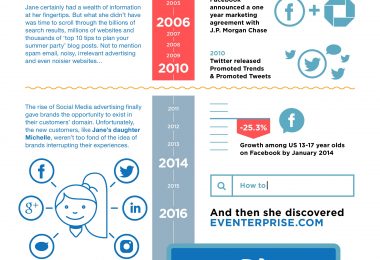 Jane certainly had a wealth of information
at her fingertips. But what she didn't have
was time to scroll through the billions of
search results, millions of websites and
thousands of 'top 10 tips to plan your
summer party' blog posts. Not to mention
spam email, noisy, irrelevant advertising
and even noisier websites...
2005
2006
2008
2009
2010
Facebook
announced a one
year marketing
agreement with
J.P. Morgan Chase
2010
Twitter released
Promoted Trends
& Promoted Tweets
The rise of Social Media advertising finally
gave brands the opportunity to exist in
their customers' domain. Unfortunately,
the new customers, like Jane's daughter
Michelle, weren't too fond of the idea of
brands interrupting their experiences.
2011
2012
2013
2014
2015
2016
-25.3%
Growth among US 13-17 year olds
on Facebook by January 2014
g+
in
How to
And then she discovered
EVENTERPRISE.COM